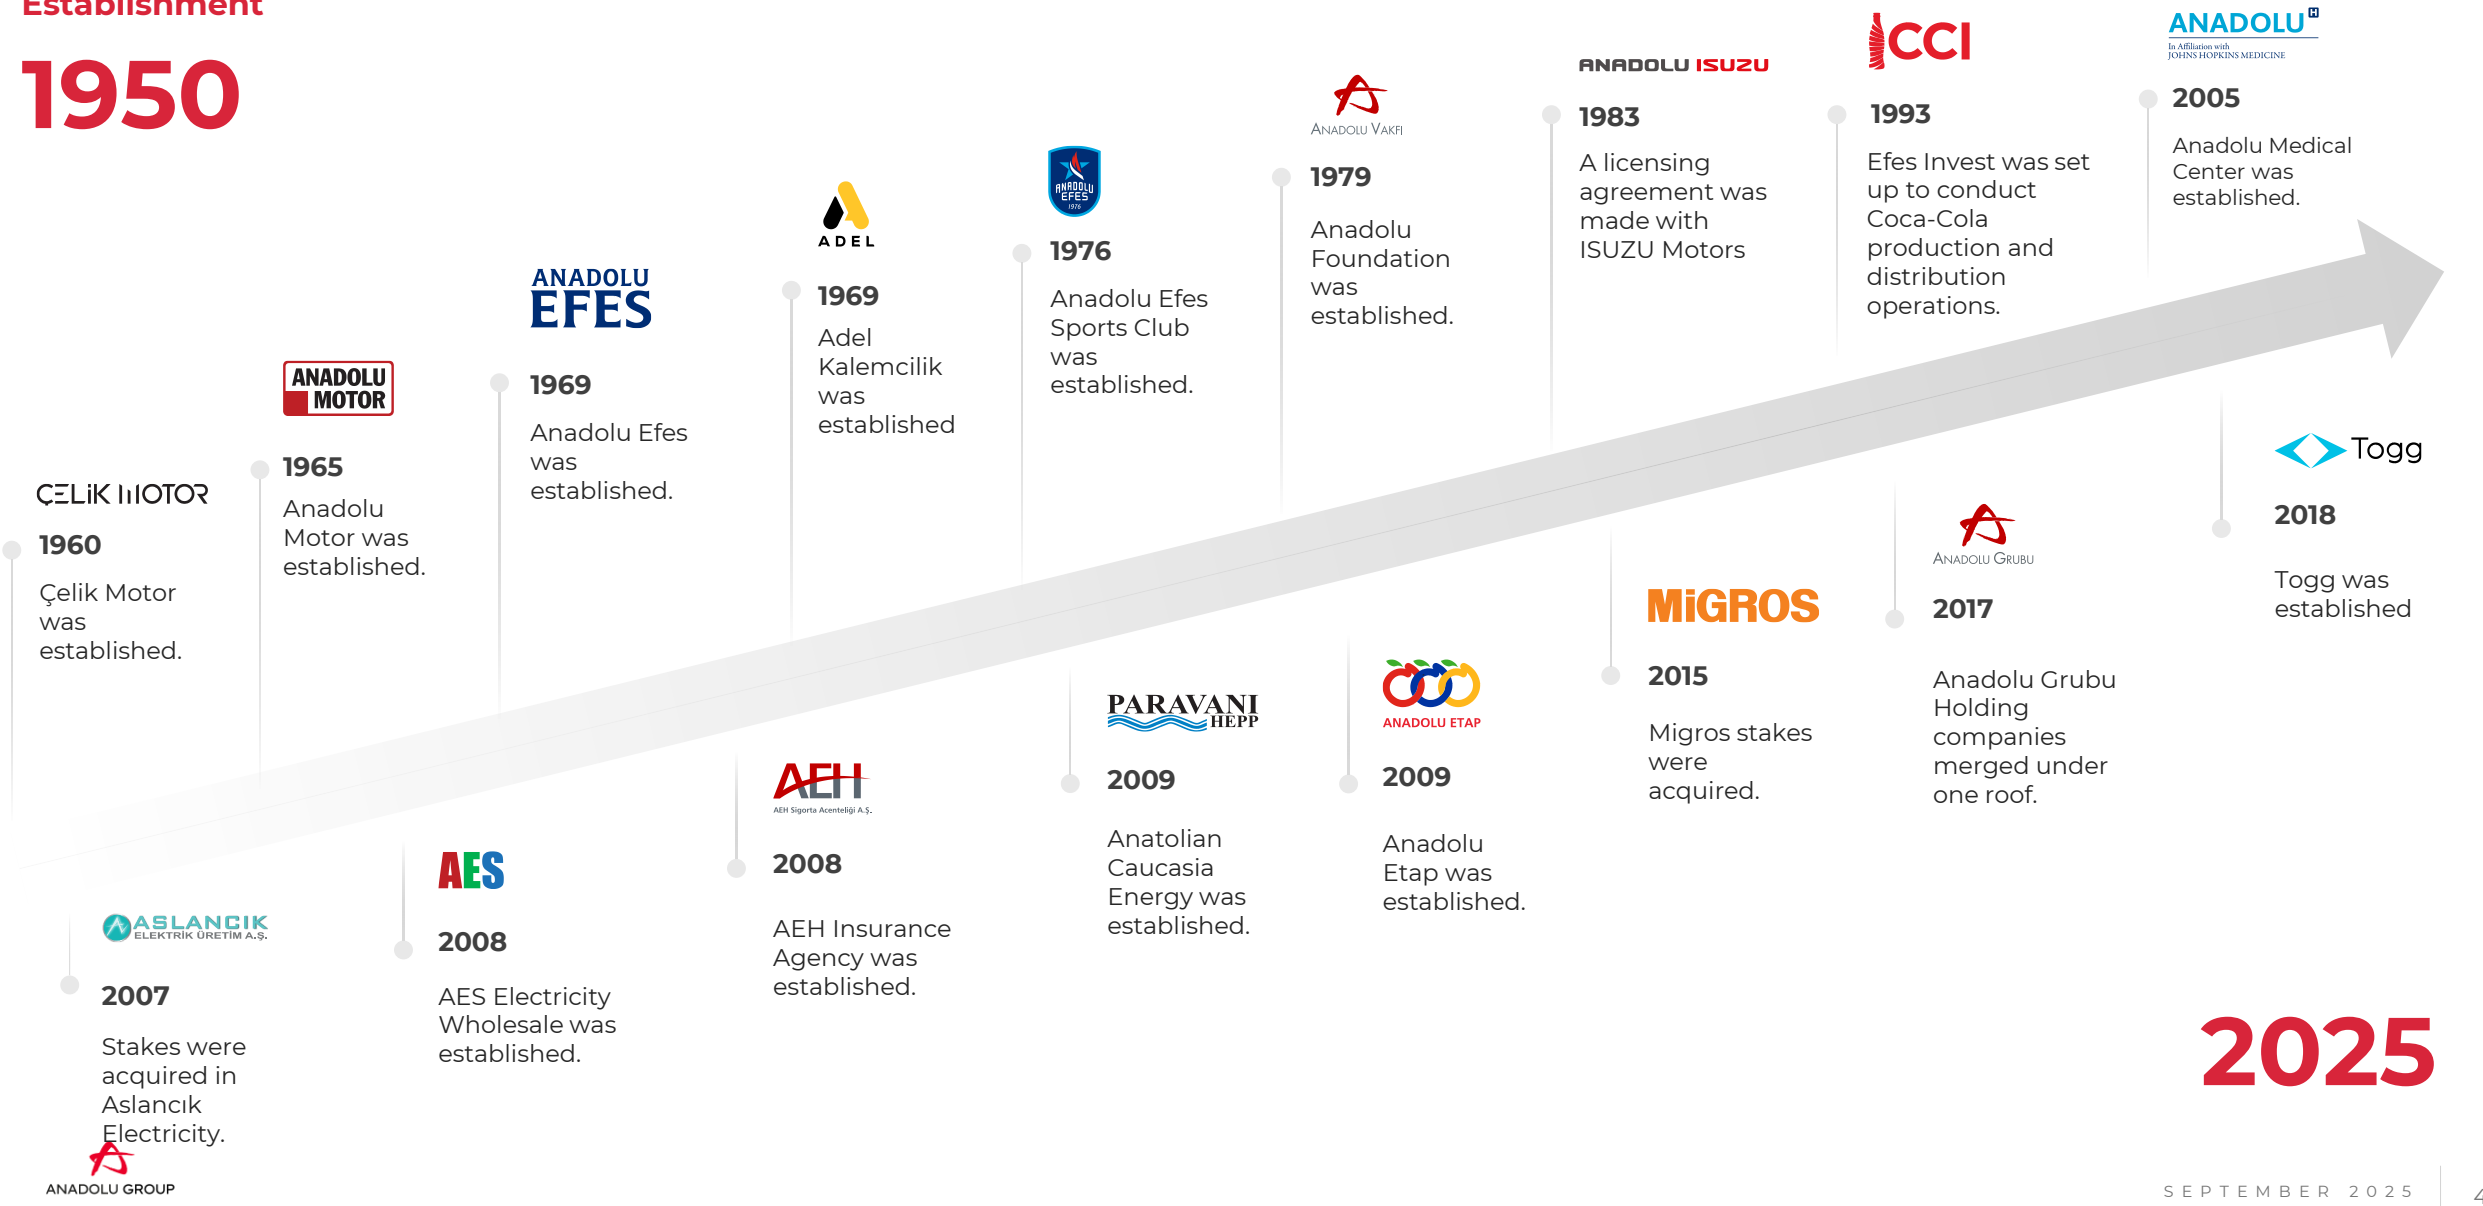 Establishment
1950
ÇELİK MOTOR
1960
Çelik Motor
was
established.
ANADOLU
MOTOR
1965
Anadolu
Motor was
established.
ANADOLU
EFES
1969
Anadolu Efes
was
established.
ADEL
1969
Adel
Kalemcilik
was
established
ANADOLU
EFES
1976
1976
Anadolu Efes
Sports Club
was
established.
ANADOLU VAKFI
1979
Anadolu
Foundation
was
established.
ANADOLU ISUZU
1983
A licensing
agreement was
made with
ISUZU Motors
CCI
1993
Efes Invest was set
up to conduct
Coca-Cola
production and
distribution
operations.
ANADOLU H
In Affiliation with
JOHNS HOPKINS MEDICINE
2005
Anadolu Medical
Center was
established.
ASLANCIK
ELEKTRİK ÜRETİM A.Ş.
2007
Stakes were
acquired in
Aslancık
Electricity.
AES
2008
AES Electricity
Wholesale was
established.
AEH
AEH Sigorta Acenteliği A.Ş.
2008
AEH Insurance
Agency was
established.
PARAVANI
HEPP
2009
Anatolian
Caucasia
Energy was
established.
ANADOLU ETAP
2009
Anadolu
Etap was
established.
MİGROS
2015
Migros stakes
were
acquired.
ANADOLU GRUBU
2017
Anadolu Grubu
Holding
companies
merged under
one roof.
Togg
2018
Togg was
established
2025
ANADOLU GROUP
SEPTEMBER 2025
4